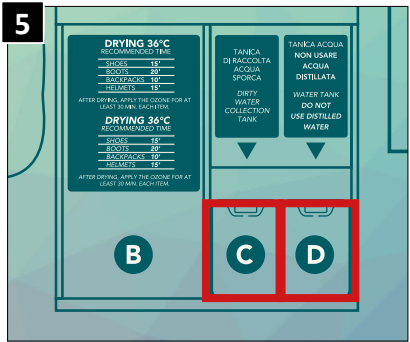 5
DRYING 36°C
RECOMMENDED TIME
SHOES 15'
BOOTS 20'
BACKPACKS 10'
HELMETS 15'
AFTER DRYING, APPLY THE OZONE FOR AT
LEAST 30 MIN. EACH ITEM.
DRYING 36°C
RECOMMENDED TIME
SHOES 15'
BOOTS 20'
BACKPACKS 10'
HELMETS 15'
AFTER DRYING, APPLY THE OZONE FOR AT
LEAST 30 MIN. EACH ITEM.
TANICA
DI RACCOLTA
ACQUA
SPORCA
DIRTY
WATER
COLLECTION
TANK
TANICA ACQUA
NON USARE
ACQUA
DISTILLATA
WATER TANK
DO NOT
USE DISTILLED
WATER
B
C
D